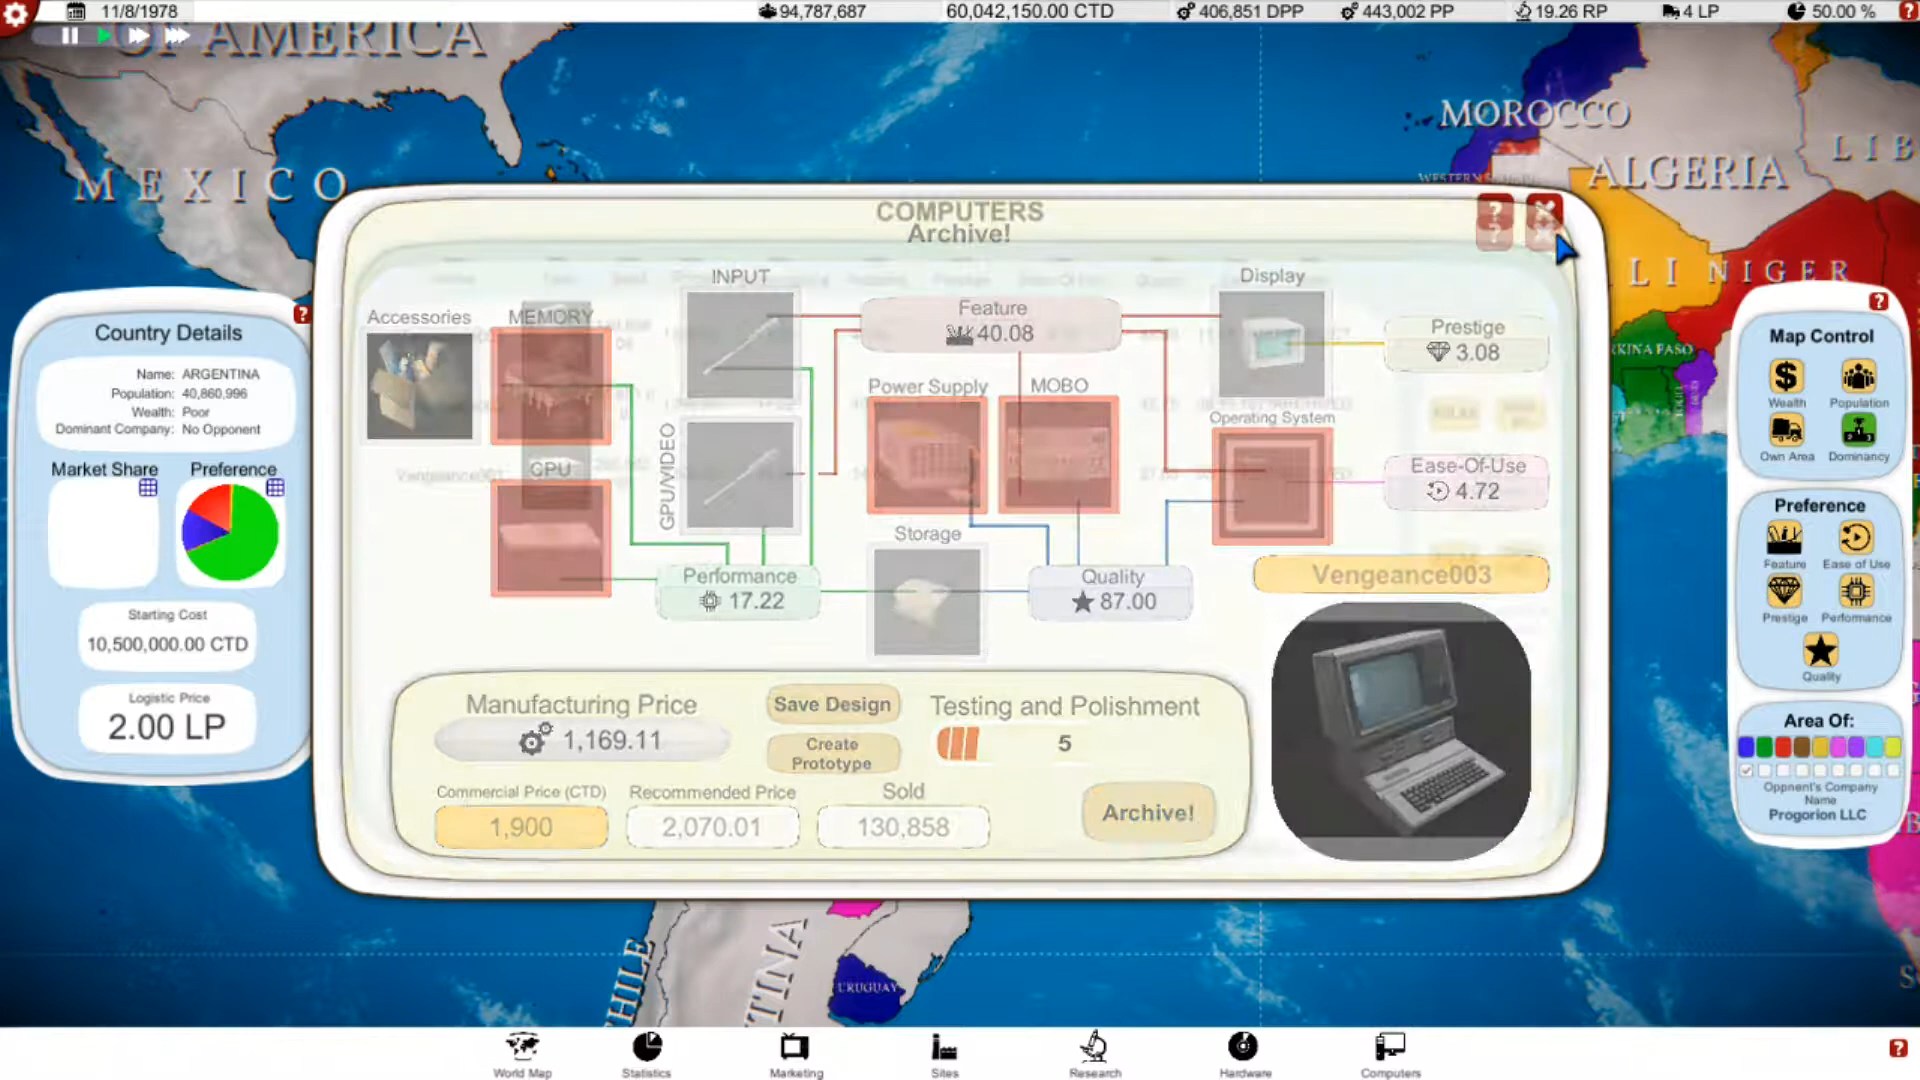 11/8/1978
94,787,687
60,042,150.00 CTD
406,851 DPP
443,002 PP
19.26 RP
4 LP
50.00 %
OF AMERICA
MEXICO
MOROCCO
ALGERIA
LIB
LI
NIGER
COMPUTERS
Archive!
Country Details
Name: ARGENTINA
Population: 40,860,996
Wealth: Poor
Dominant Company: No Opponent
Market Share
Preference
Starting Cost
10,500,000.00 CTD
Logistic Price
2.00 LP
Accessories
MEMORY
INPUT
Feature
40.08
Display
Prestige
3.08
Power Supply
MOBO
Operating System
GPU/VIDEO
CPU
Ease-Of-Use
4.72
Storage
Performance
17.22
Quality
87.00
Vengeance003
Manufacturing Price
1,169.11
Save Design
Create
Prototype
Testing and Polishment
5
Commercial Price (CTD)
1,900
Recommended Price
2,070.01
Sold
130,858
Archive!
Map Control
Wealth
Population
Own Area
Dominancy
Preference
Feature
Ease of Use
Prestige
Performance
Quality
Area Of:
Oppnent's Company
Name
Progorion LLC
CHILE
TINA
URUGUAY
World Map
Statistics
Marketing
Sites
Research
Hardware
Computers